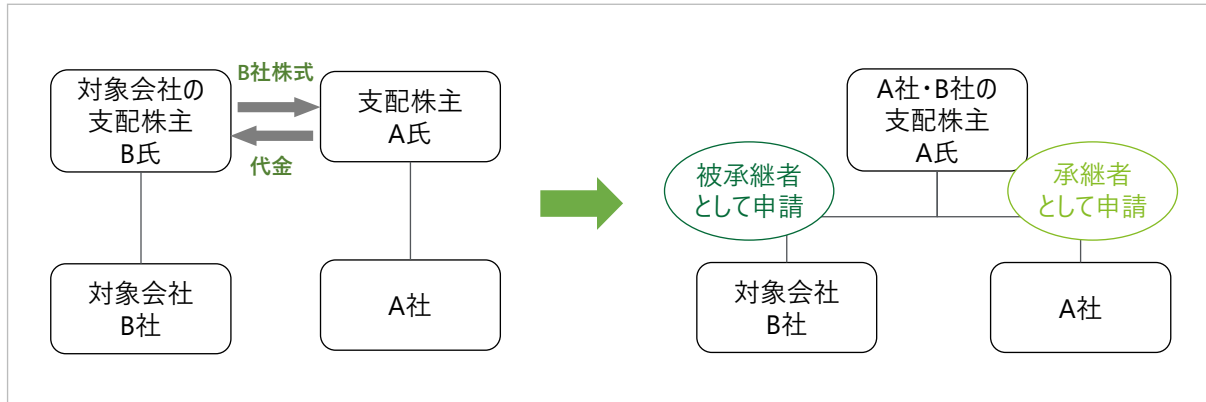 対象会社の
支配株主
B氏
B社株式
代金
支配株主
A氏
対象会社
B社
A社
A社・B社の
支配株主
A氏
被承継者
として申請
承継者
として申請
対象会社
B社
A社